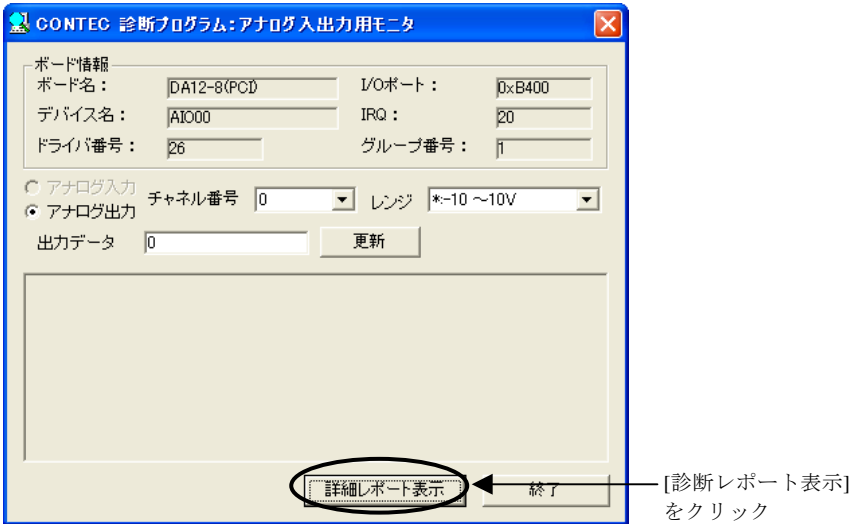 CONTEC 診断プログラム:アナログ入出力用モニタ
ボード情報
ボード名: DA12-8(PCI) I/Oポート: 0xB400
デバイス名: AIO00 IRQ: 20
ドライバ番号: 26 グループ番号: 1
アナログ入力
アナログ出力 チャネル番号 0 レンジ *:-10 ~10V
出力データ 0 更新
詳細レポート表示 終了
[診断レポート表示]
をクリック